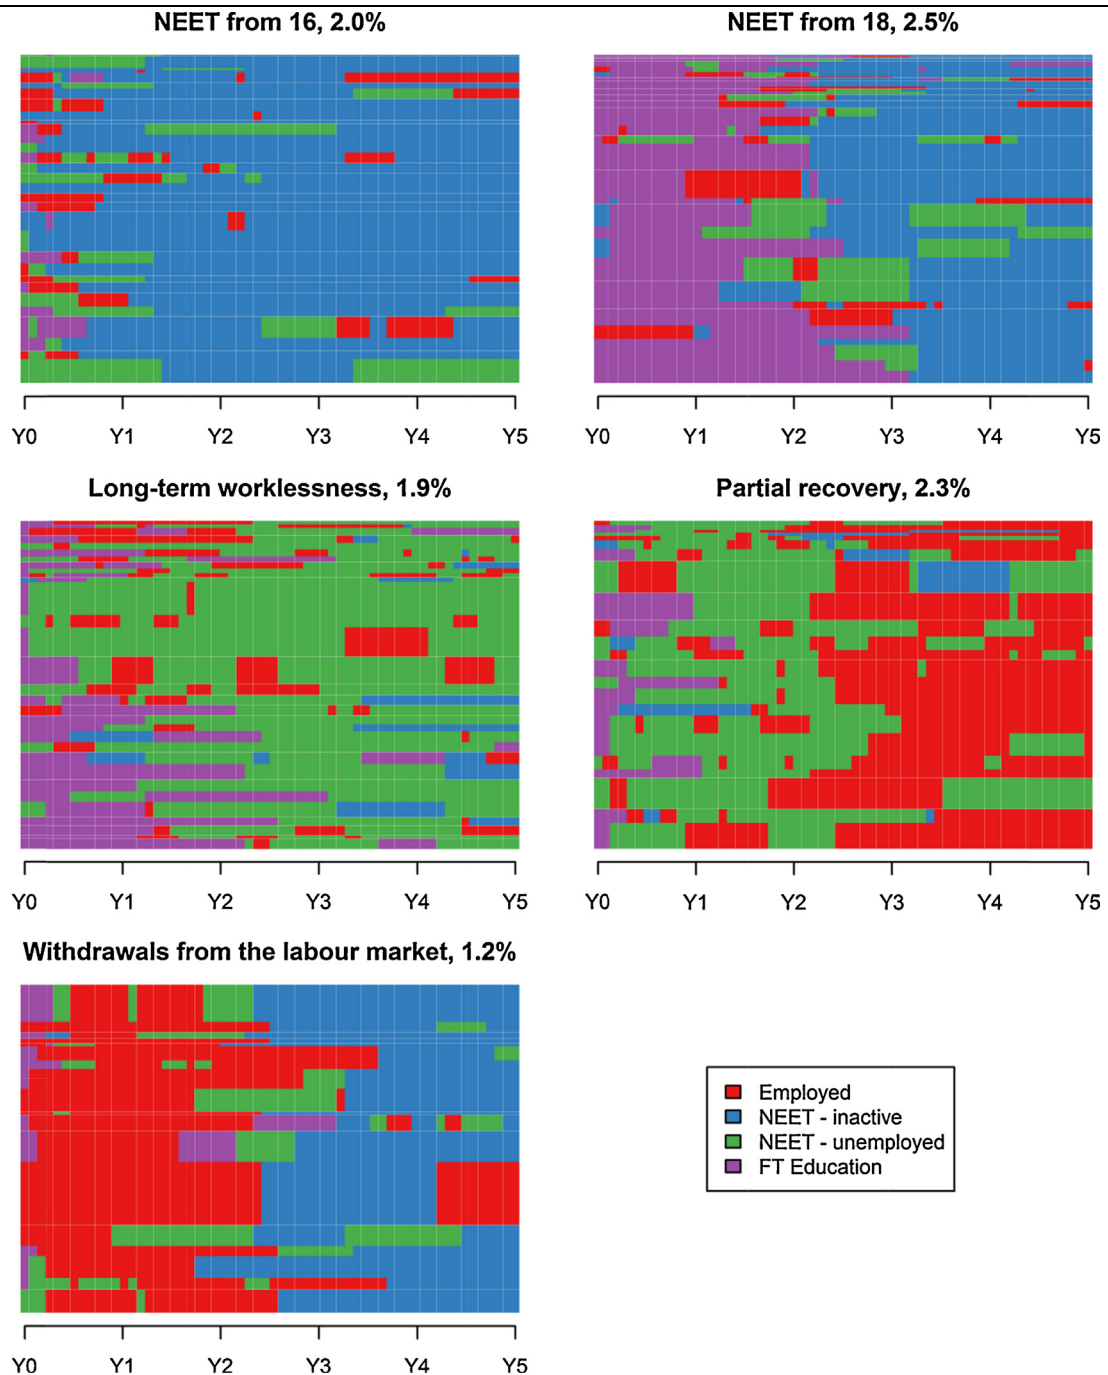 NEET from 16, 2.0%
NEET from 18, 2.5%
Y0 Y1 Y2 Y3 Y4 Y5
Y0 Y1 Y2 Y3 Y4 Y5
Long-term worklessness, 1.9%
Partial recovery, 2.3%
Y0 Y1 Y2 Y3 Y4 Y5
Y0 Y1 Y2 Y3 Y4 Y5
Withdrawals from the labour market, 1.2%
Employed
NEET - inactive
NEET - unemployed
FT Education
Y0 Y1 Y2 Y3 Y4 Y5